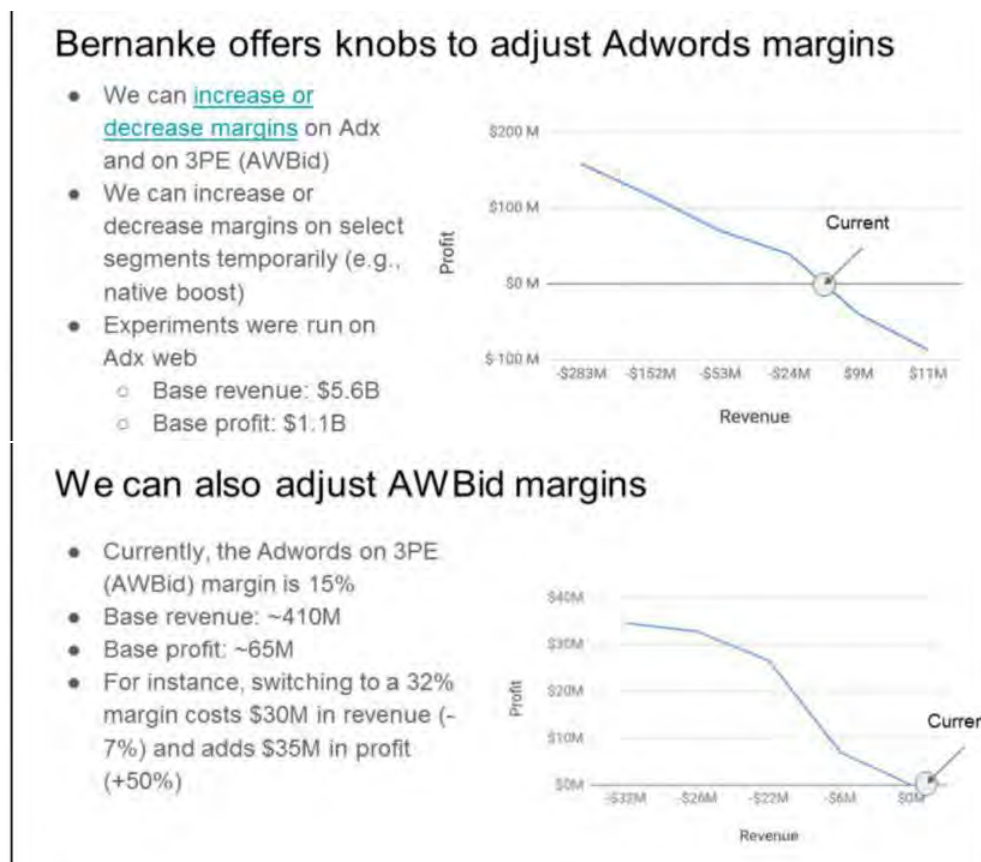 Bernanke offers knobs to adjust Adwords margins
• We can increase or
decrease margins on Adx
and on 3PE (AWBid)
• We can increase or
decrease margins on select
segments temporarily (e.g.,
native boost)
• Experiments were run on
Adx web
○ Base revenue: $5.6B
○ Base profit: $1.1B
$200 M
$100 M
$0 M
$ 100 M
Profit
Current
-$283M -$152M -$53M -$24M $9M $11M
Revenue
We can also adjust AWBid margins
• Currently, the Adwords on 3PE
(AWBid) margin is 15%
• Base revenue: ~410M
• Base profit: ~65M
• For instance, switching to a 32%
margin costs $30M in revenue (-
7%) and adds $35M in profit
(+50%)
$40M
$30M
$20M
$10M
$0M
Profit
Curren
-$32M -$26M -$22M -$6M $0M
Revenue